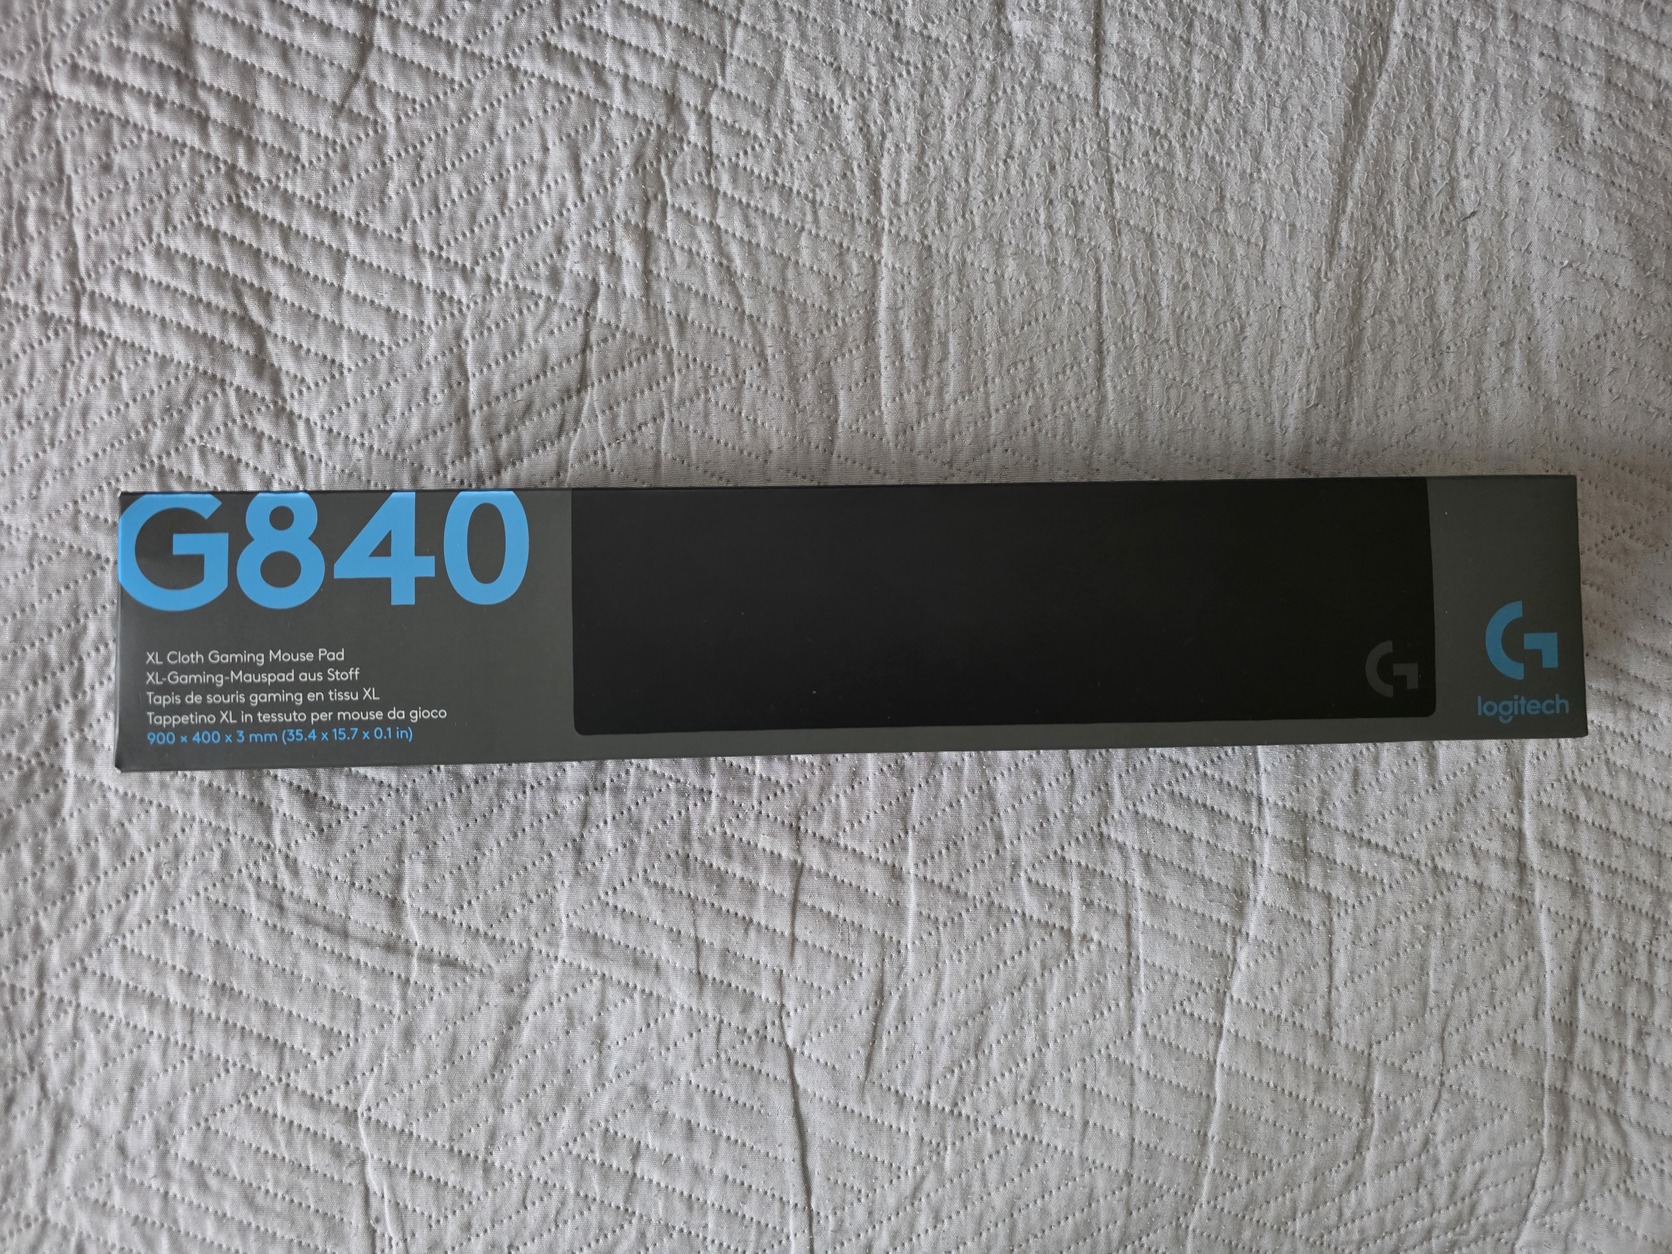 G840
XL Cloth Gaming Mouse Pad
XL-Gaming-Mauspad aus Stoff
Tapis de souris gaming en tissu XL
Tappetino XL in tessuto per mouse da gioco
900 × 400 x 3 mm (35.4 x 15.7 x 0.1 in)
G
G
logitech